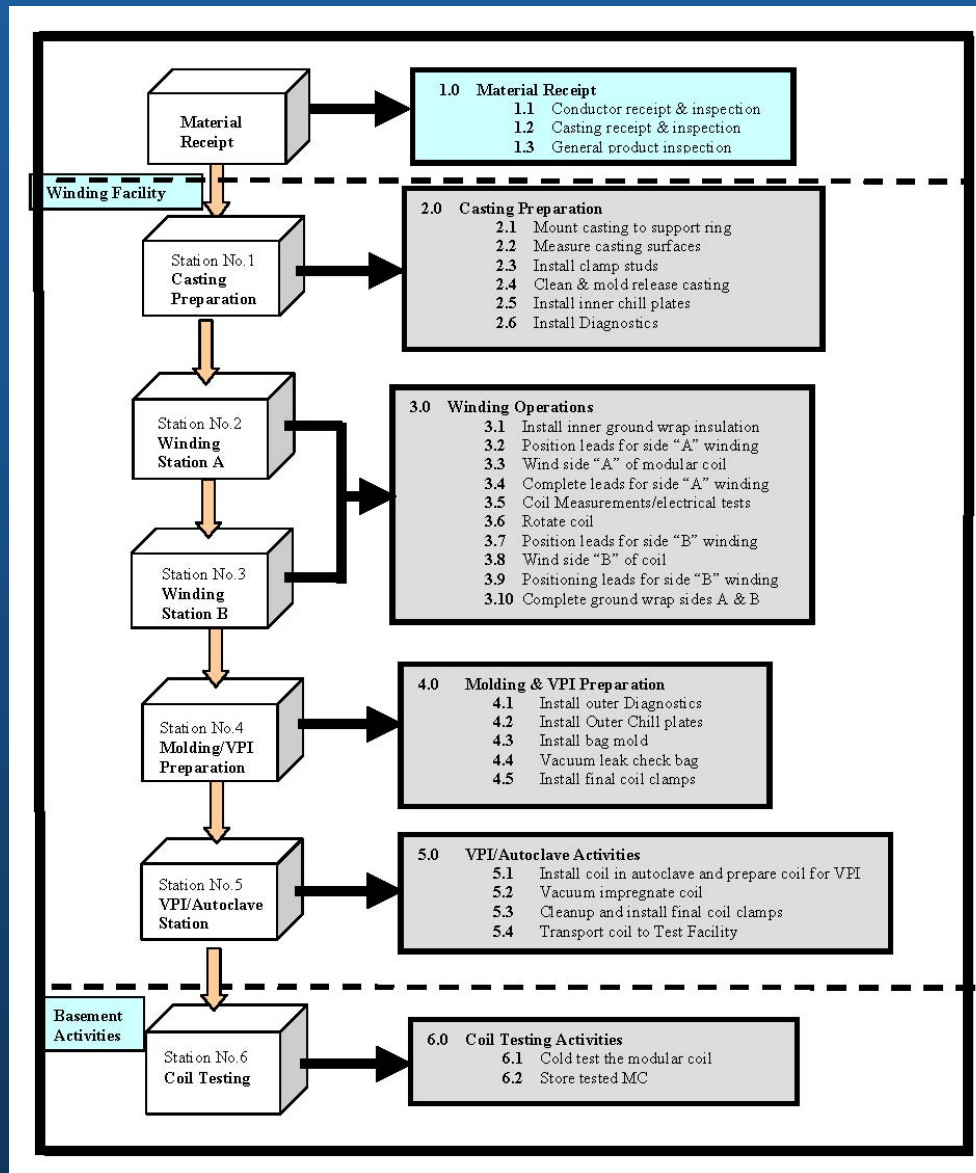 Material
Receipt
1.0 Material Receipt
1.1 Conductor receipt & inspection
1.2 Casting receipt & inspection
1.3 General product inspection
Winding Facility
Station No.1
Casting
Preparation
2.0 Casting Preparation
2.1 Mount casting to support ring
2.2 Measure casting surfaces
2.3 Install clamp studs
2.4 Clean & mold release casting
2.5 Install inner chill plates
2.6 Install Diagnostics
Station No.2
Winding
Station A
Station No.3
Winding
Station B
3.0 Winding Operations
3.1 Install inner ground wrap insulation
3.2 Position leads for side “A” winding
3.3 Wind side “A” of modular coil
3.4 Complete leads for side “A” winding
3.5 Coil Measurements/electrical tests
3.6 Rotate coil
3.7 Position leads for side “B” winding
3.8 Wind side “B” of coil
3.9 Positioning leads for side “B” winding
3.10 Complete ground wrap sides A & B
Station No.4
Molding/VPI
Preparation
4.0 Molding & VPI Preparation
4.1 Install outer Diagnostics
4.2 Install Outer Chill plates
4.3 Install bag mold
4.4 Vacuum leak check bag
4.5 Install final coil clamps
Station No.5
VPI/Autoclave
Station
5.0 VPI/Autoclave Activities
5.1 Install coil in autoclave and prepare coil for VPI
5.2 Vacuum impregnate coil
5.3 Cleanup and install final coil clamps
5.4 Transport coil to Test Facility
Basement
Activities
Station No.6
Coil Testing
6.0 Coil Testing Activities
6.1 Cold test the modular coil
6.2 Store tested MC